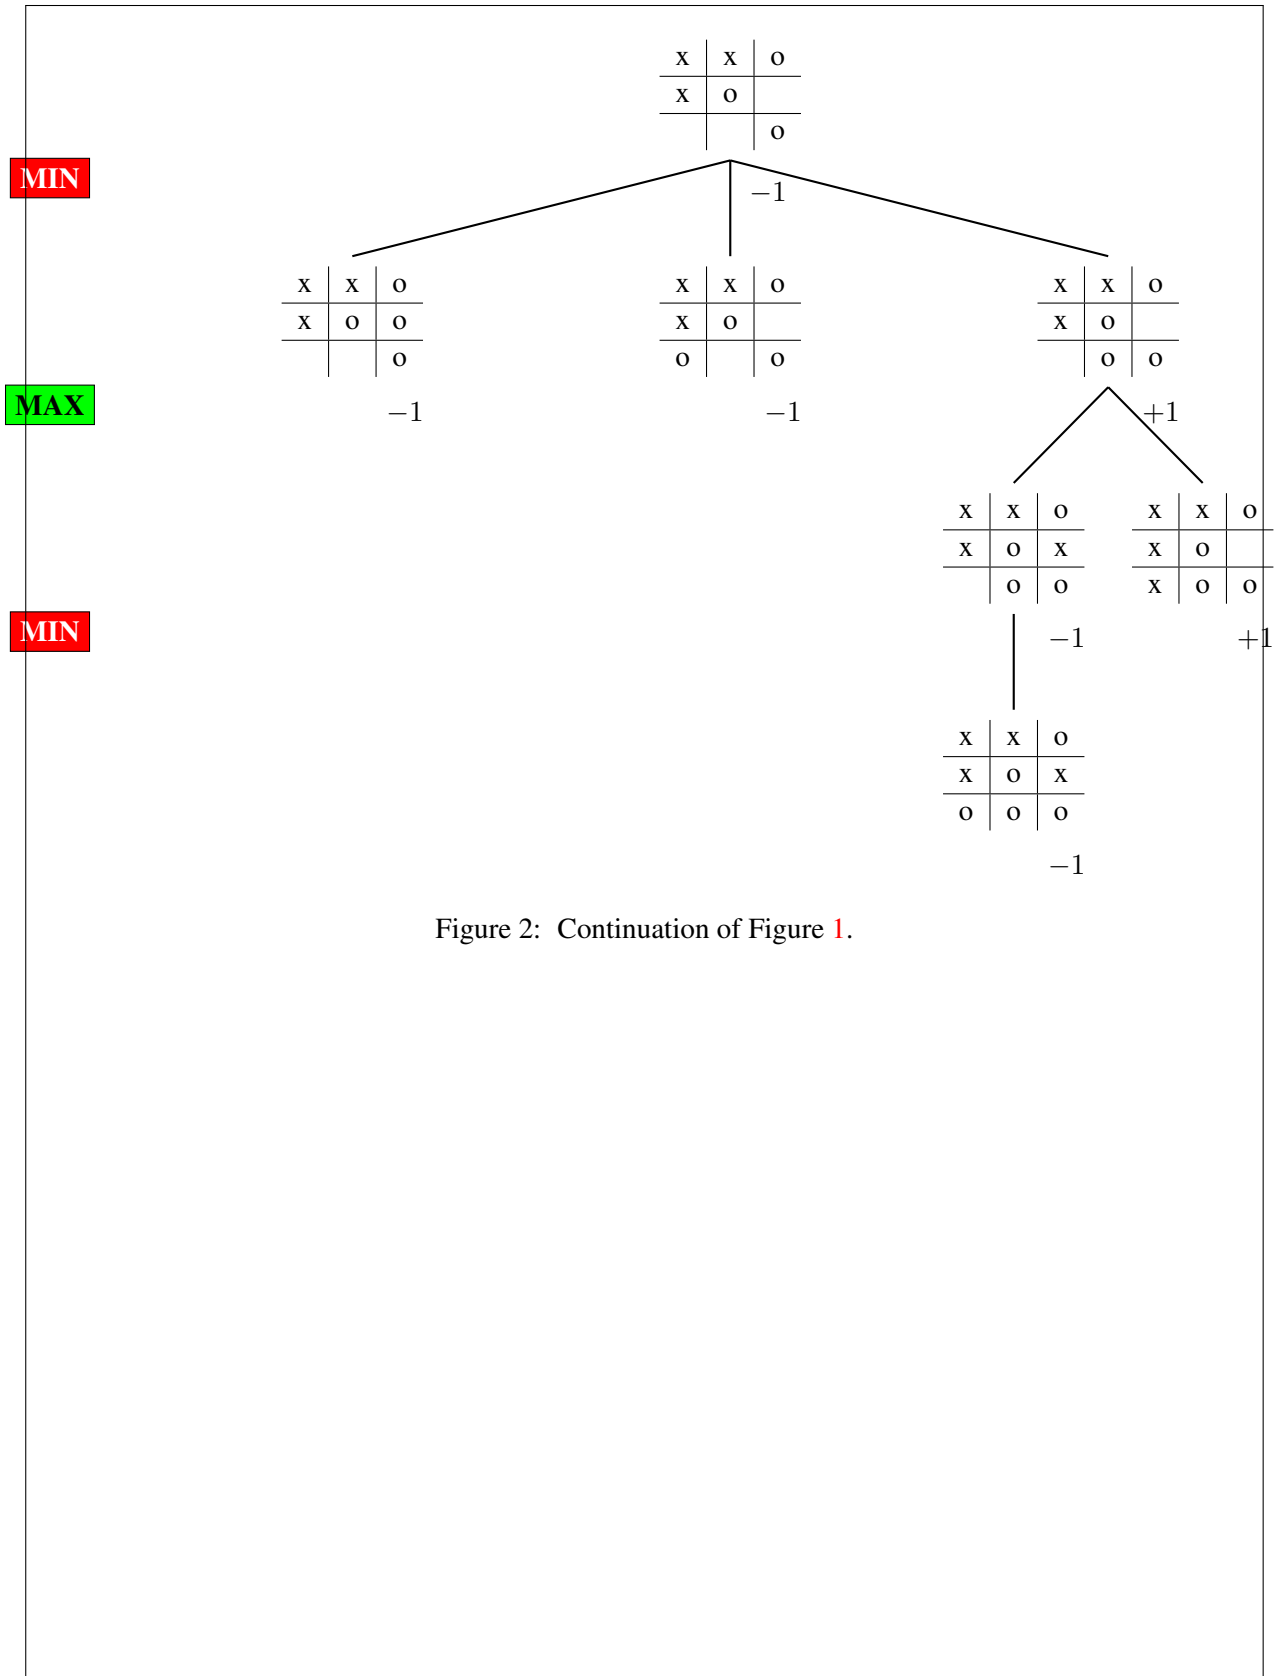 x x o
x o
o
MIN
−1
x x o x x o x x o
x o o x o x o
o o o o o
MAX
−1 −1 +1
x x o x x o
x o x x o
o o x o o
MIN
−1 +1
x x o
x o x
o o o
−1
Figure 2: Continuation of Figure 1.